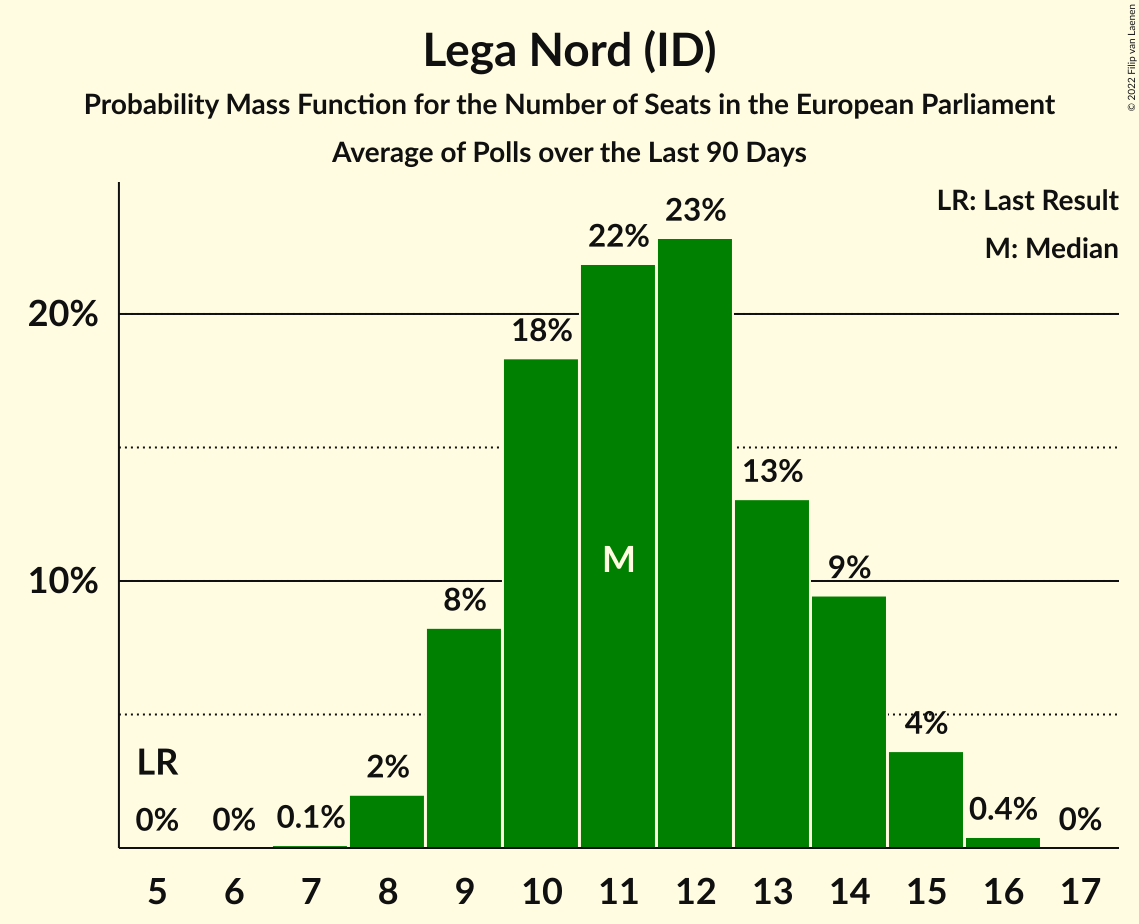 Lega Nord (ID)
Probability Mass Function for the Number of Seats in the European Parliament
Average of Polls over the Last 90 Days
© 2022 Filip van Laenen
LR: Last Result
M: Median
20%
10%
LR
0%
0%
0.1%
2%
8%
18%
22%
M
23%
13%
9%
4%
0.4%
0%
5 6 7 8 9 10 11 12 13 14 15 16 17